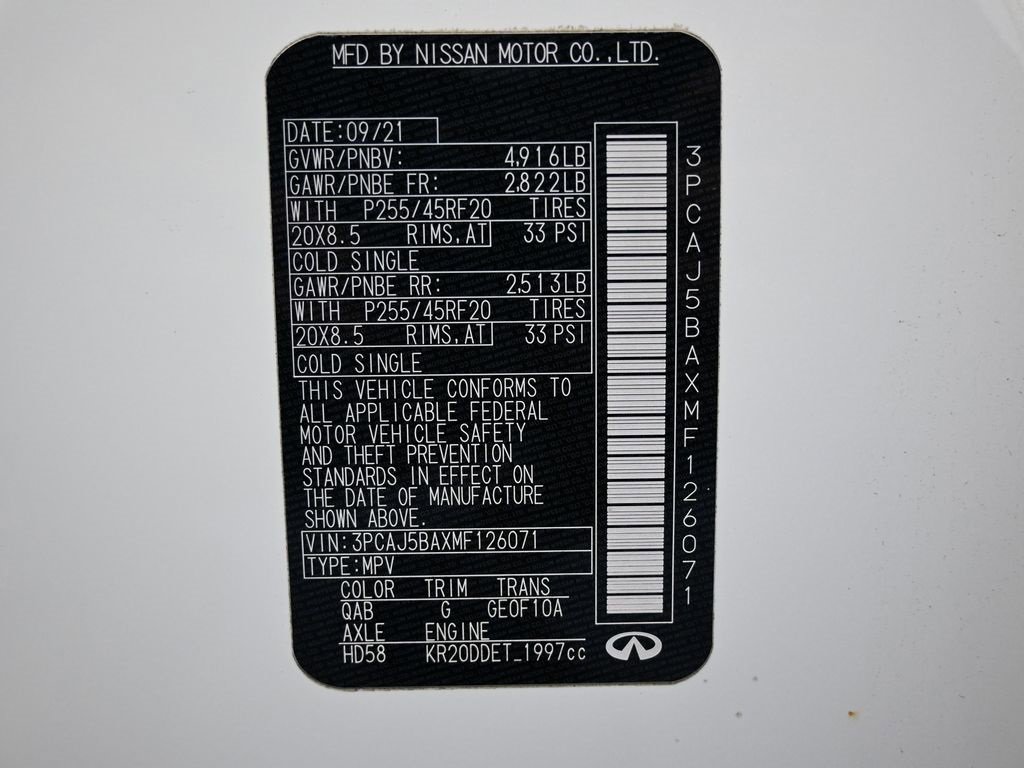 MFD BY NISSAN MOTOR CO.,LTD.
DATE:09/21
GVWR/PNBV: 4,916LB
GAWR/PNBE FR: 2,822LB
WITH P255/45RF20 TIRES
20X8.5 RIMS,AT 33 PSI
COLD SINGLE
GAWR/PNBE RR: 2,513LB
WITH P255/45RF20 TIRES
20X8.5 RIMS,AT 33 PSI
COLD SINGLE
THIS VEHICLE CONFORMS TO
ALL APPLICABLE FEDERAL
MOTOR VEHICLE SAFETY
AND THEFT PREVENTION
STANDARDS IN EFFECT ON
THE DATE OF MANUFACTURE
SHOWN ABOVE.
VIN:3PCAJ5BAXMF126071
TYPE:MPV
COLOR TRIM TRANS
QAB G GE0F10A
AXLE ENGINE
HD58 KR20DDET_1997cc
3PCAJ5BAXMF126071